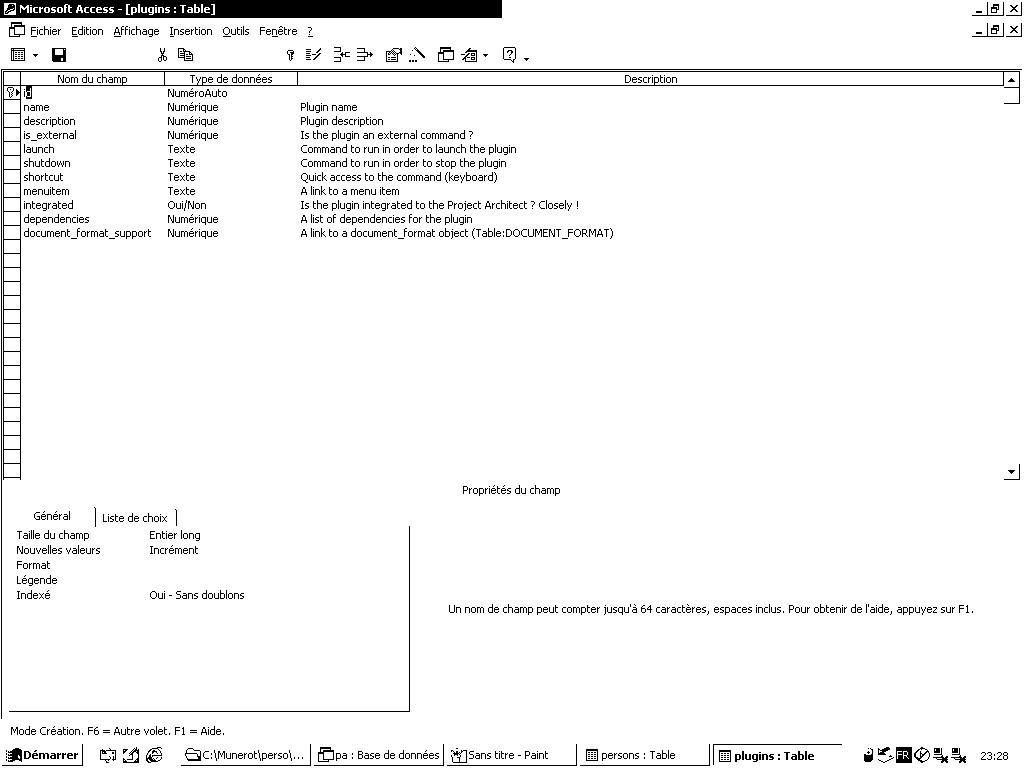 Microsoft Access - [plugins : Table]
Fichier Edition Affichage Insertion Outils Fenêtre ?
Nom du champ Type de données Description
id NuméroAuto
name Numérique Plugin name
description Numérique Plugin description
is_external Numérique Is the plugin an external command ?
launch Texte Command to run in order to launch the plugin
shutdown Texte Command to run in order to stop the plugin
shortcut Texte Quick access to the command (keyboard)
menuitem Texte A link to a menu item
integrated Oui/Non Is the plugin integrated to the Project Architect ? Closely !
dependencies Numérique A list of dependencies for the plugin
document_format_support Numérique A link to a document_format object (Table:DOCUMENT_FORMAT)
Propriétés du champ
Général Liste de choix
Taille du champ Entier long
Nouvelles valeurs Incrément
Format
Légende
Indexé Oui - Sans doublons
Un nom de champ peut compter jusqu'à 64 caractères, espaces inclus. Pour obtenir de l'aide, appuyez sur F1.
Mode Création. F6 = Autre volet. F1 = Aide.
Démarrer C:\Munerot\perso\... pa : Base de données Sans titre - Paint persons : Table plugins : Table FR 23:28